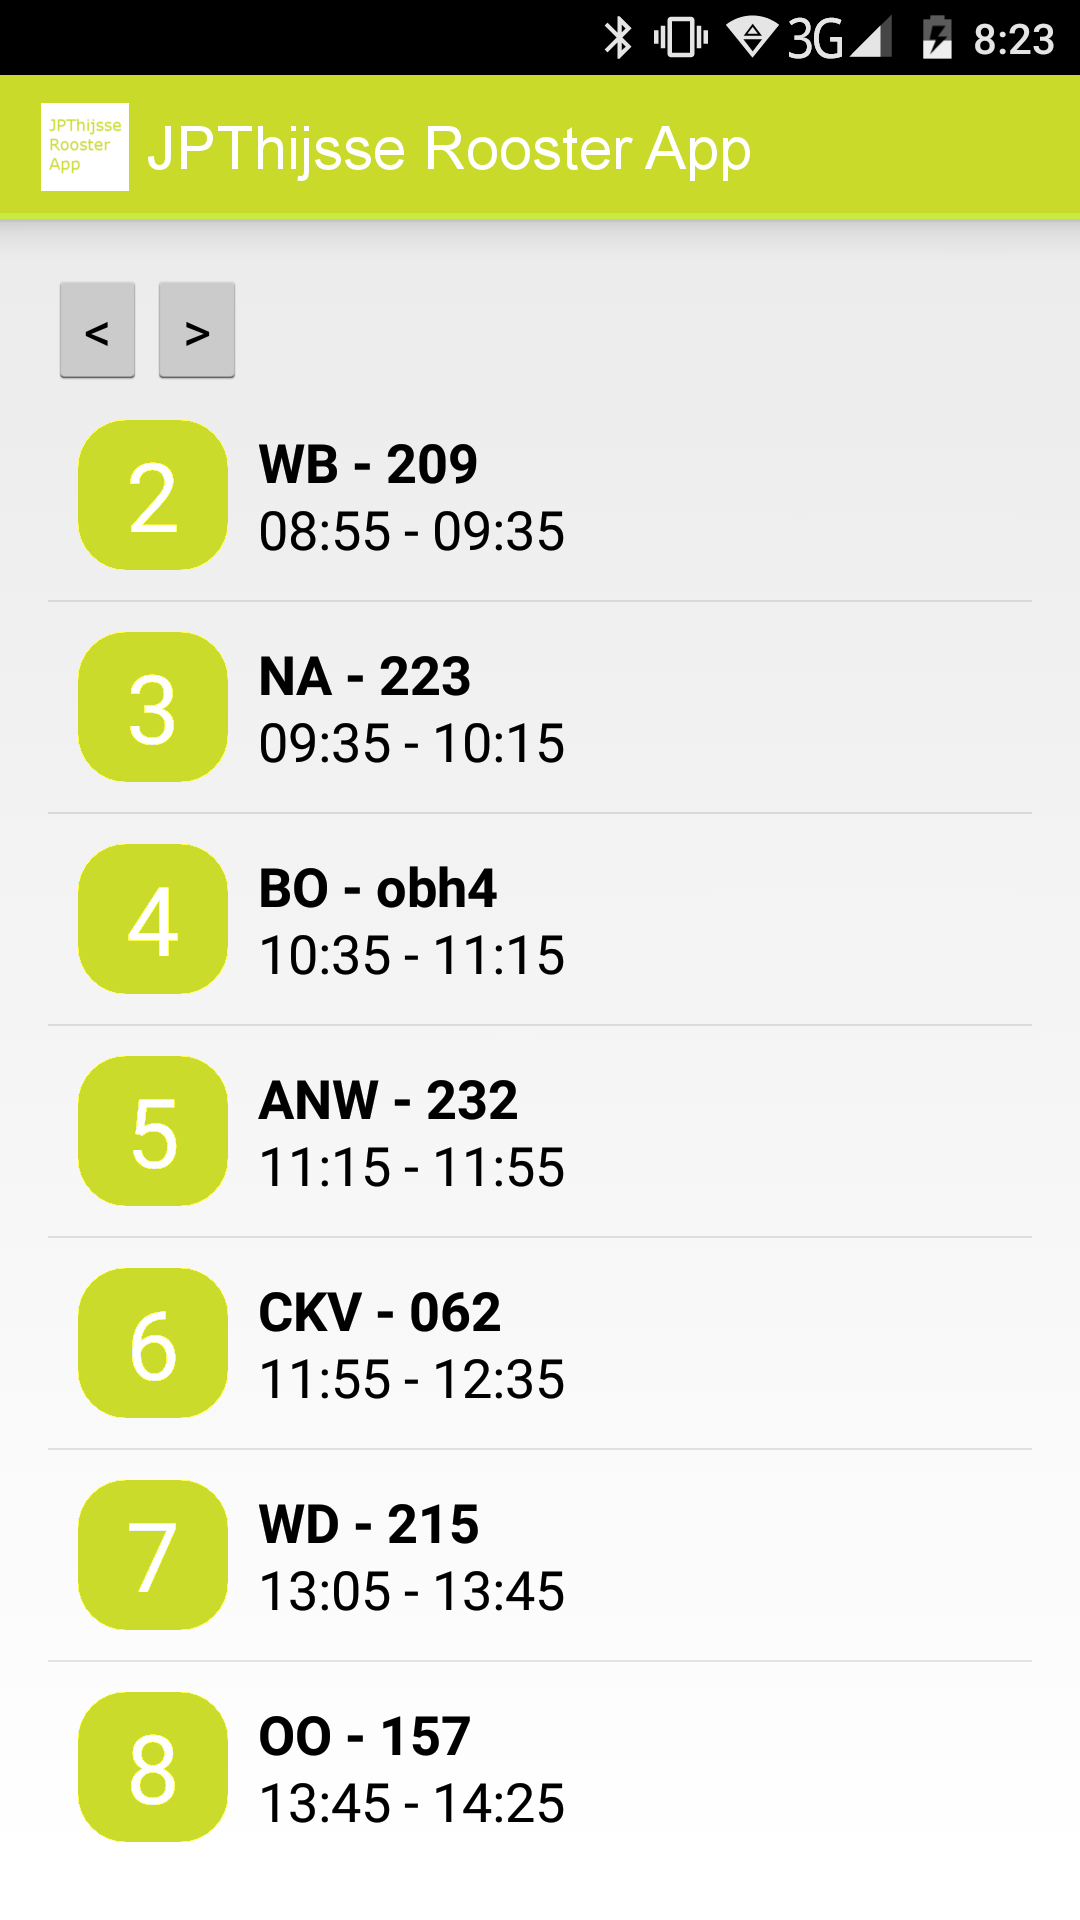 3G 8:23
JPThijsse
Rooster
App
JPThijsse Rooster App
< >
2
WB - 209
08:55 - 09:35
3
NA - 223
09:35 - 10:15
4
BO - obh4
10:35 - 11:15
5
ANW - 232
11:15 - 11:55
6
CKV - 062
11:55 - 12:35
7
WD - 215
13:05 - 13:45
8
OO - 157
13:45 - 14:25